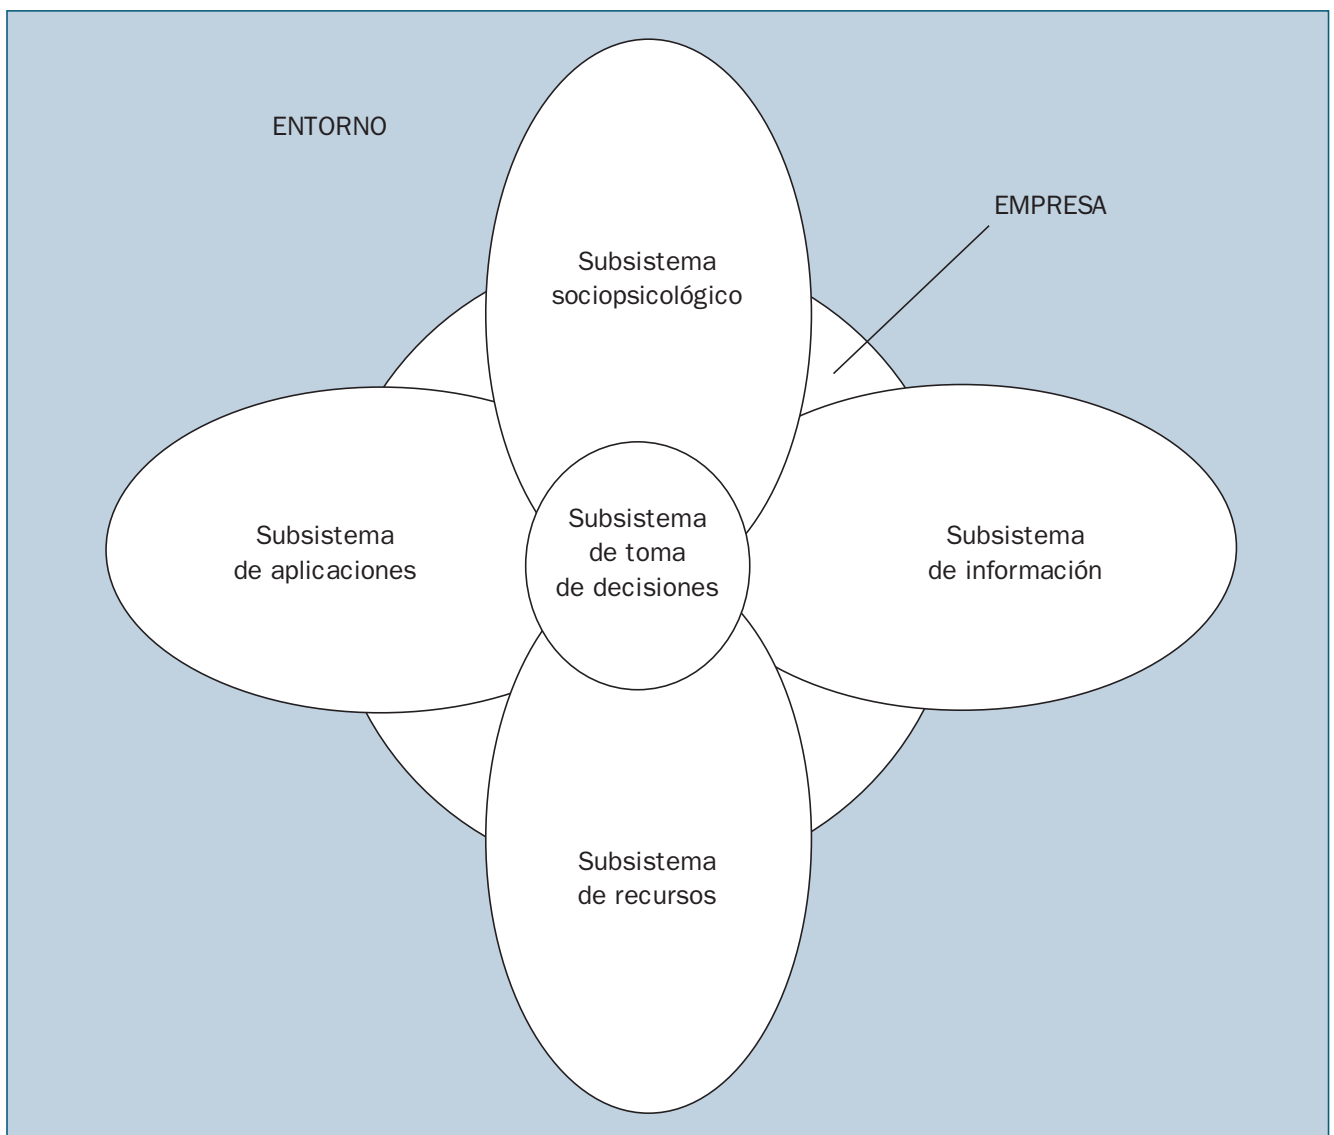 ENTORNO
EMPRESA
Subsistema
sociopsicológico
Subsistema
de aplicaciones
Subsistema
de toma
de decisiones
Subsistema
de información
Subsistema
de recursos